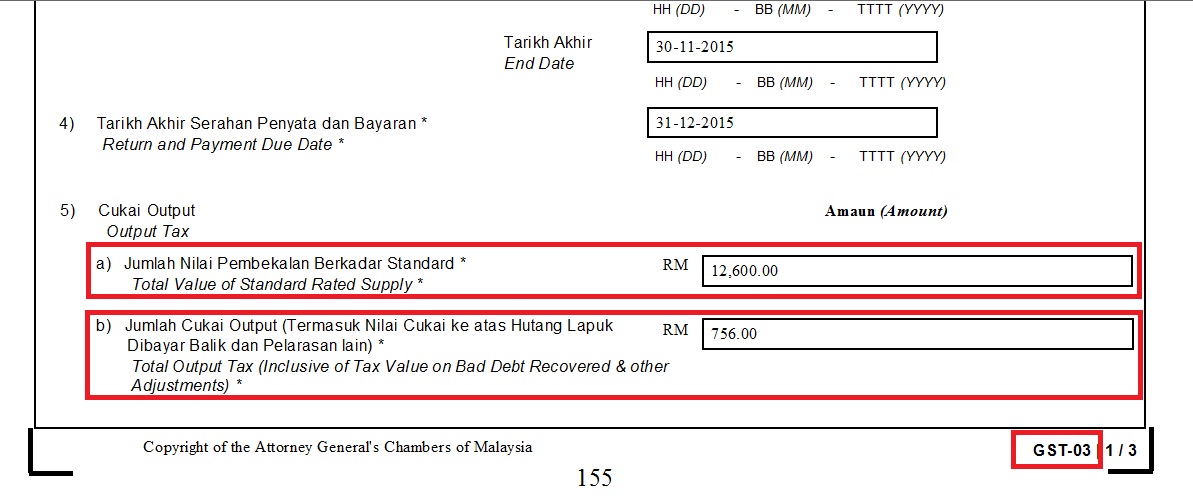 HH (DD) - BB (MM) - TTTT (YYYY)
Tarikh Akhir 30-11-2015
End Date
HH (DD) - BB (MM) - TTTT (YYYY)
4) Tarikh Akhir Serahan Penyata dan Bayaran * 31-12-2015
Return and Payment Due Date *
HH (DD) - BB (MM) - TTTT (YYYY)
5) Cukai Output Amaun (Amount)
Output Tax
a) Jumlah Nilai Pembekalan Berkadar Standard * RM 12,600.00
Total Value of Standard Rated Supply *
b) Jumlah Cukai Output (Termasuk Nilai Cukai ke atas Hutang Lapuk RM 756.00
Dibayar Balik dan Pelarasan lain) *
Total Output Tax (Inclusive of Tax Value on Bad Debt Recovered & other
Adjustments) *
Copyright of the Attorney General's Chambers of Malaysia GST-03 | 1 / 3
155